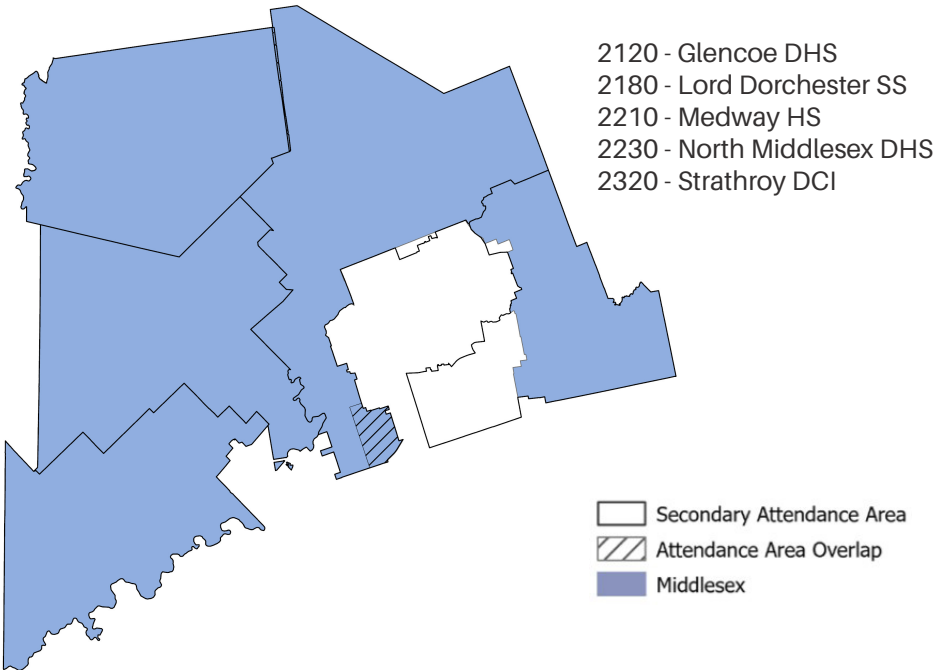 2120 - Glencoe DHS
2180 - Lord Dorchester SS
2210 - Medway HS
2230 - North Middlesex DHS
2320 - Strathroy DCI
Secondary Attendance Area
Attendance Area Overlap
Middlesex